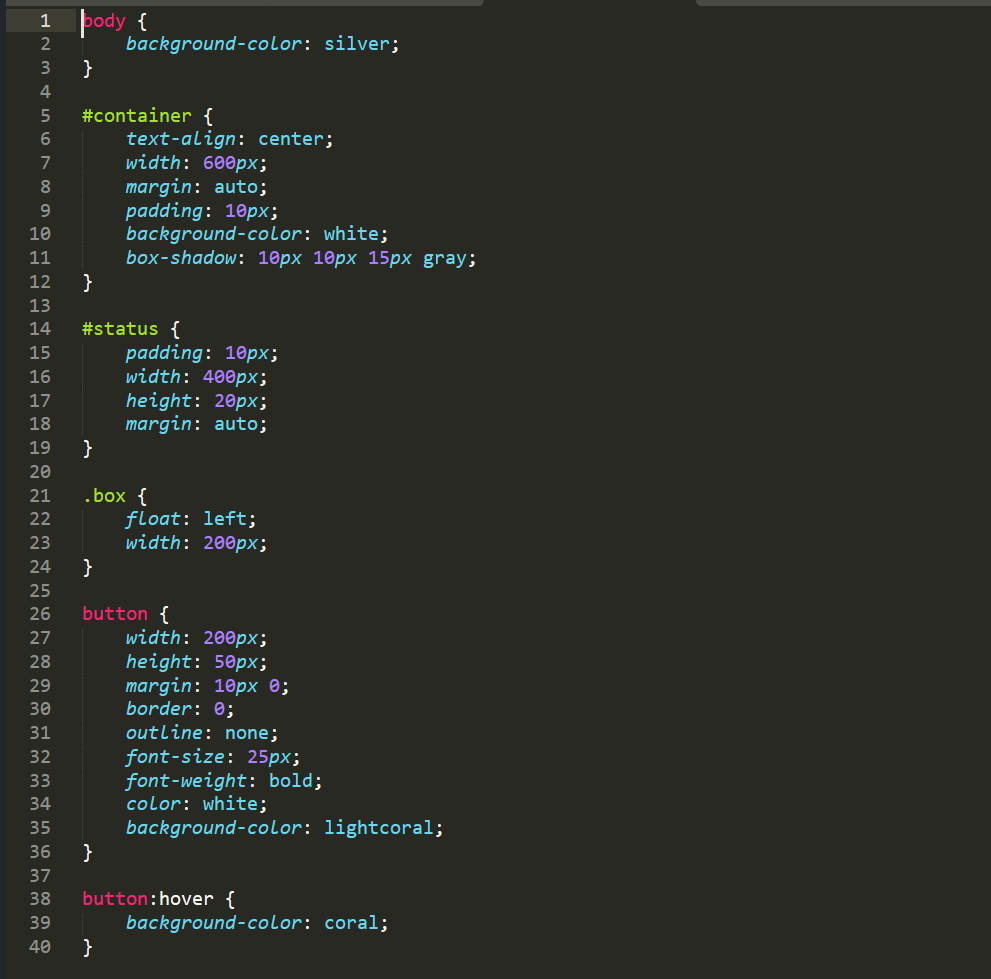 1 body {
2     background-color: silver;
3 }
4
5 #container {
6     text-align: center;
7     width: 600px;
8     margin: auto;
9     padding: 10px;
10     background-color: white;
11     box-shadow: 10px 10px 15px gray;
12 }
13
14 #status {
15     padding: 10px;
16     width: 400px;
17     height: 20px;
18     margin: auto;
19 }
20
21 .box {
22     float: left;
23     width: 200px;
24 }
25
26 button {
27     width: 200px;
28     height: 50px;
29     margin: 10px 0;
30     border: 0;
31     outline: none;
32     font-size: 25px;
33     font-weight: bold;
34     color: white;
35     background-color: lightcoral;
36 }
37
38 button:hover {
39     background-color: coral;
40 }